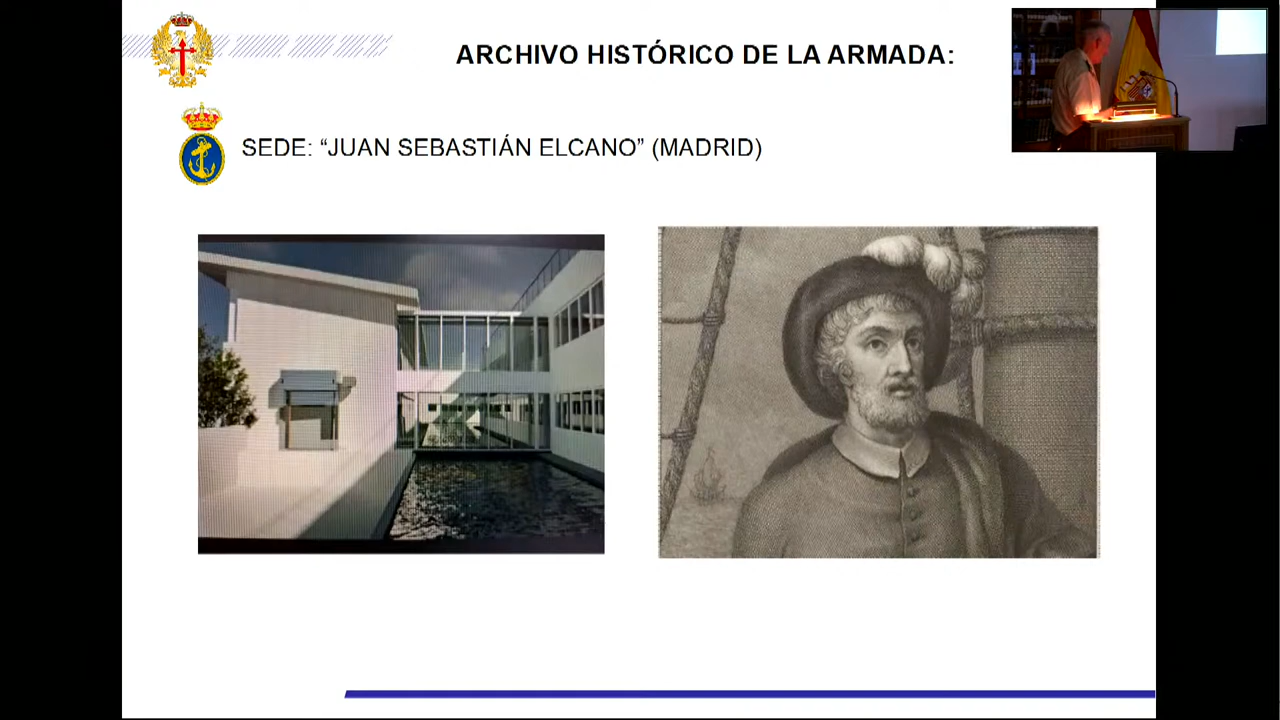 ARCHIVO HISTÓRICO DE LA ARMADA:
SEDE: “JUAN SEBASTIÁN ELCANO” (MADRID)